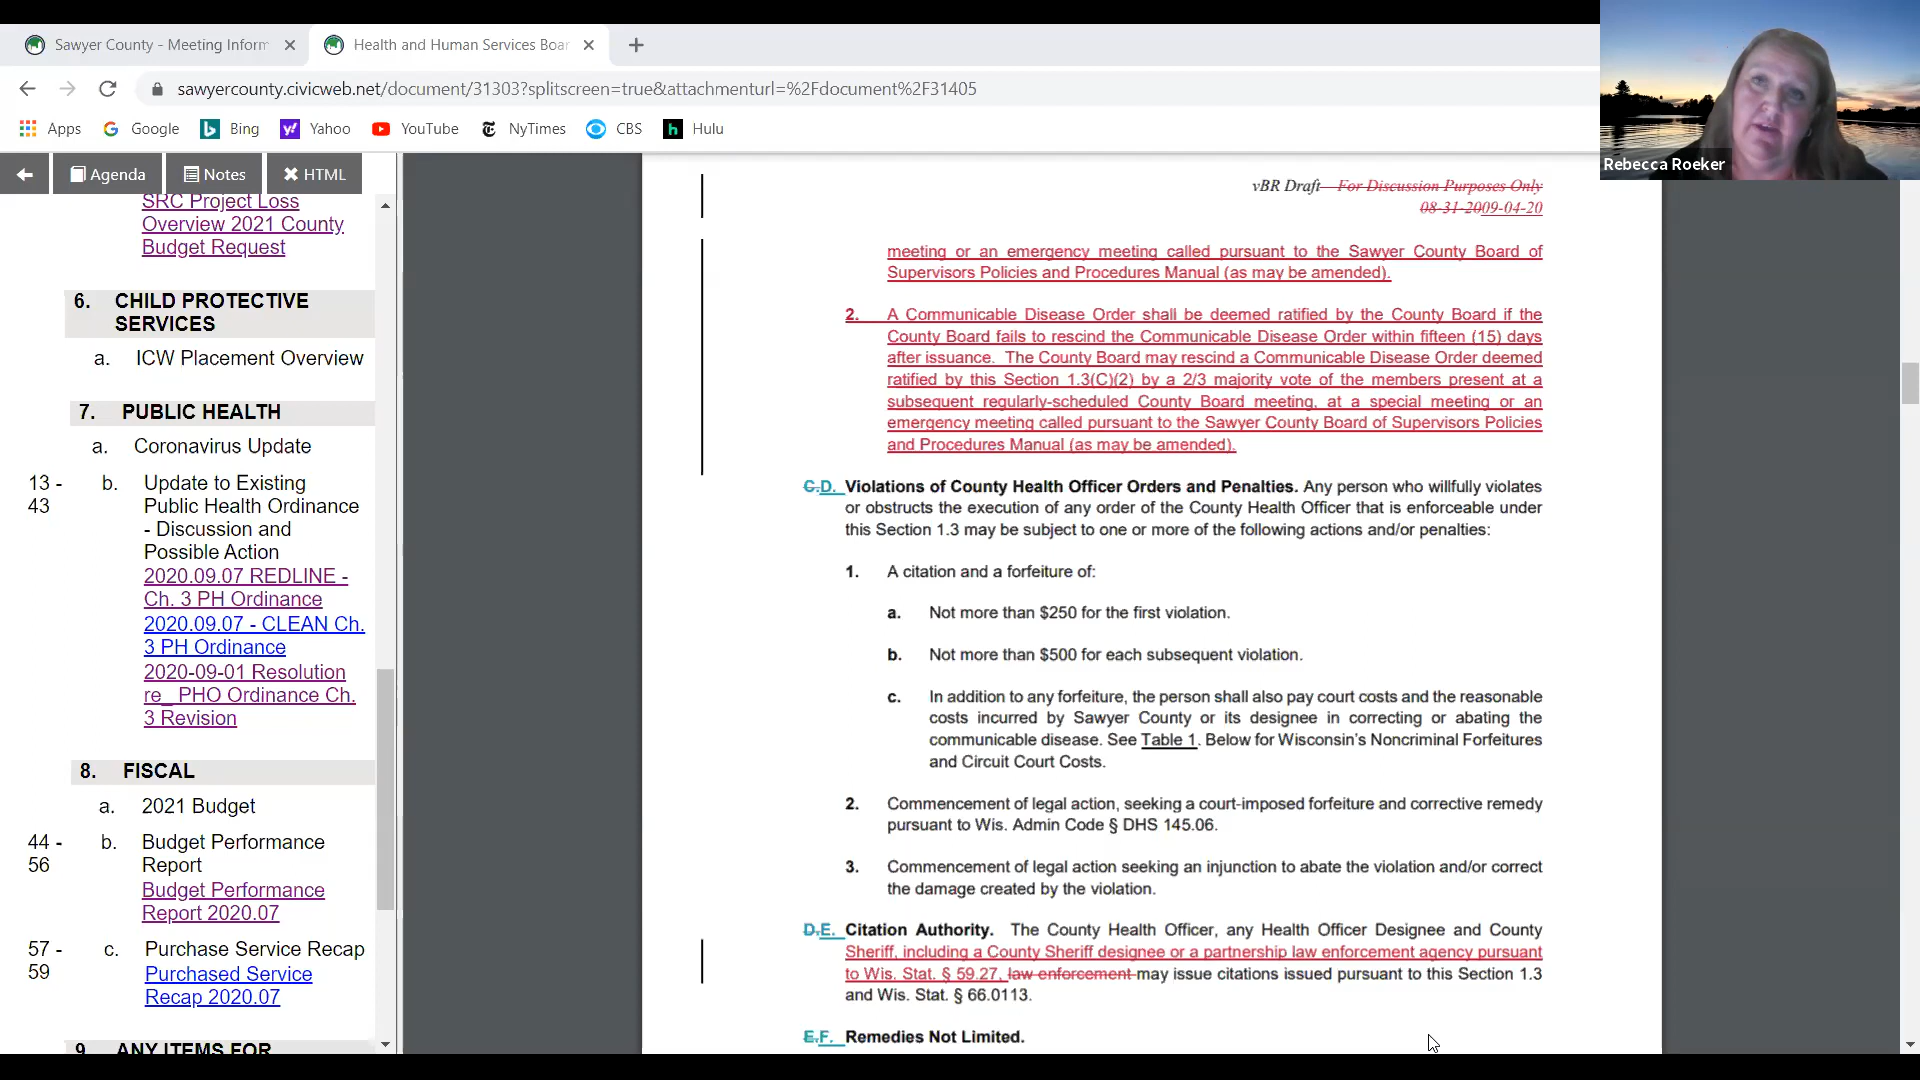 Sawyer County - Meeting Inform
Health and Human Services Boar
sawyercounty.civicweb.net/document/31303?splitscreen=true&attachmenturl=%2Fdocument%2F31405
Apps Google Bing Yahoo YouTube NyTimes CBS Hulu
Rebecca Roeker
Agenda Notes HTML
SRC Project Loss
Overview 2021 County
Budget Request
6. CHILD PROTECTIVE
SERVICES
a. ICW Placement Overview
7. PUBLIC HEALTH
a. Coronavirus Update
13 - b. Update to Existing
43 Public Health Ordinance
- Discussion and
Possible Action
2020.09.07 REDLINE -
Ch. 3 PH Ordinance
2020.09.07 - CLEAN Ch.
3 PH Ordinance
2020-09-01 Resolution
re_ PHO Ordinance Ch.
3 Revision
8. FISCAL
a. 2021 Budget
44 - b. Budget Performance
56 Report
Budget Performance
Report 2020.07
57 - c. Purchase Service Recap
59 Purchased Service
Recap 2020.07
9. ANY ITEMS FOR
vBR Draft - For Discussion Purposes Only
08-31-2009-04-20
meeting or an emergency meeting called pursuant to the Sawyer County Board of
Supervisors Policies and Procedures Manual (as may be amended).
2. A Communicable Disease Order shall be deemed ratified by the County Board if the
County Board fails to rescind the Communicable Disease Order within fifteen (15) days
after issuance. The County Board may rescind a Communicable Disease Order deemed
ratified by this Section 1.3(C)(2) by a 2/3 majority vote of the members present at a
subsequent regularly-scheduled County Board meeting, at a special meeting or an
emergency meeting called pursuant to the Sawyer County Board of Supervisors Policies
and Procedures Manual (as may be amended).
C.D. Violations of County Health Officer Orders and Penalties. Any person who willfully violates
or obstructs the execution of any order of the County Health Officer that is enforceable under
this Section 1.3 may be subject to one or more of the following actions and/or penalties:
1. A citation and a forfeiture of:
a. Not more than $250 for the first violation.
b. Not more than $500 for each subsequent violation.
c. In addition to any forfeiture, the person shall also pay court costs and the reasonable
costs incurred by Sawyer County or its designee in correcting or abating the
communicable disease. See Table 1. Below for Wisconsin's Noncriminal Forfeitures
and Circuit Court Costs.
2. Commencement of legal action, seeking a court-imposed forfeiture and corrective remedy
pursuant to Wis. Admin Code § DHS 145.06.
3. Commencement of legal action seeking an injunction to abate the violation and/or correct
the damage created by the violation.
D.E. Citation Authority. The County Health Officer, any Health Officer Designee and County
Sheriff, including a County Sheriff designee or a partnership law enforcement agency pursuant
to Wis. Stat. § 59.27, law enforcement may issue citations issued pursuant to this Section 1.3
and Wis. Stat. § 66.0113.
E.F. Remedies Not Limited.